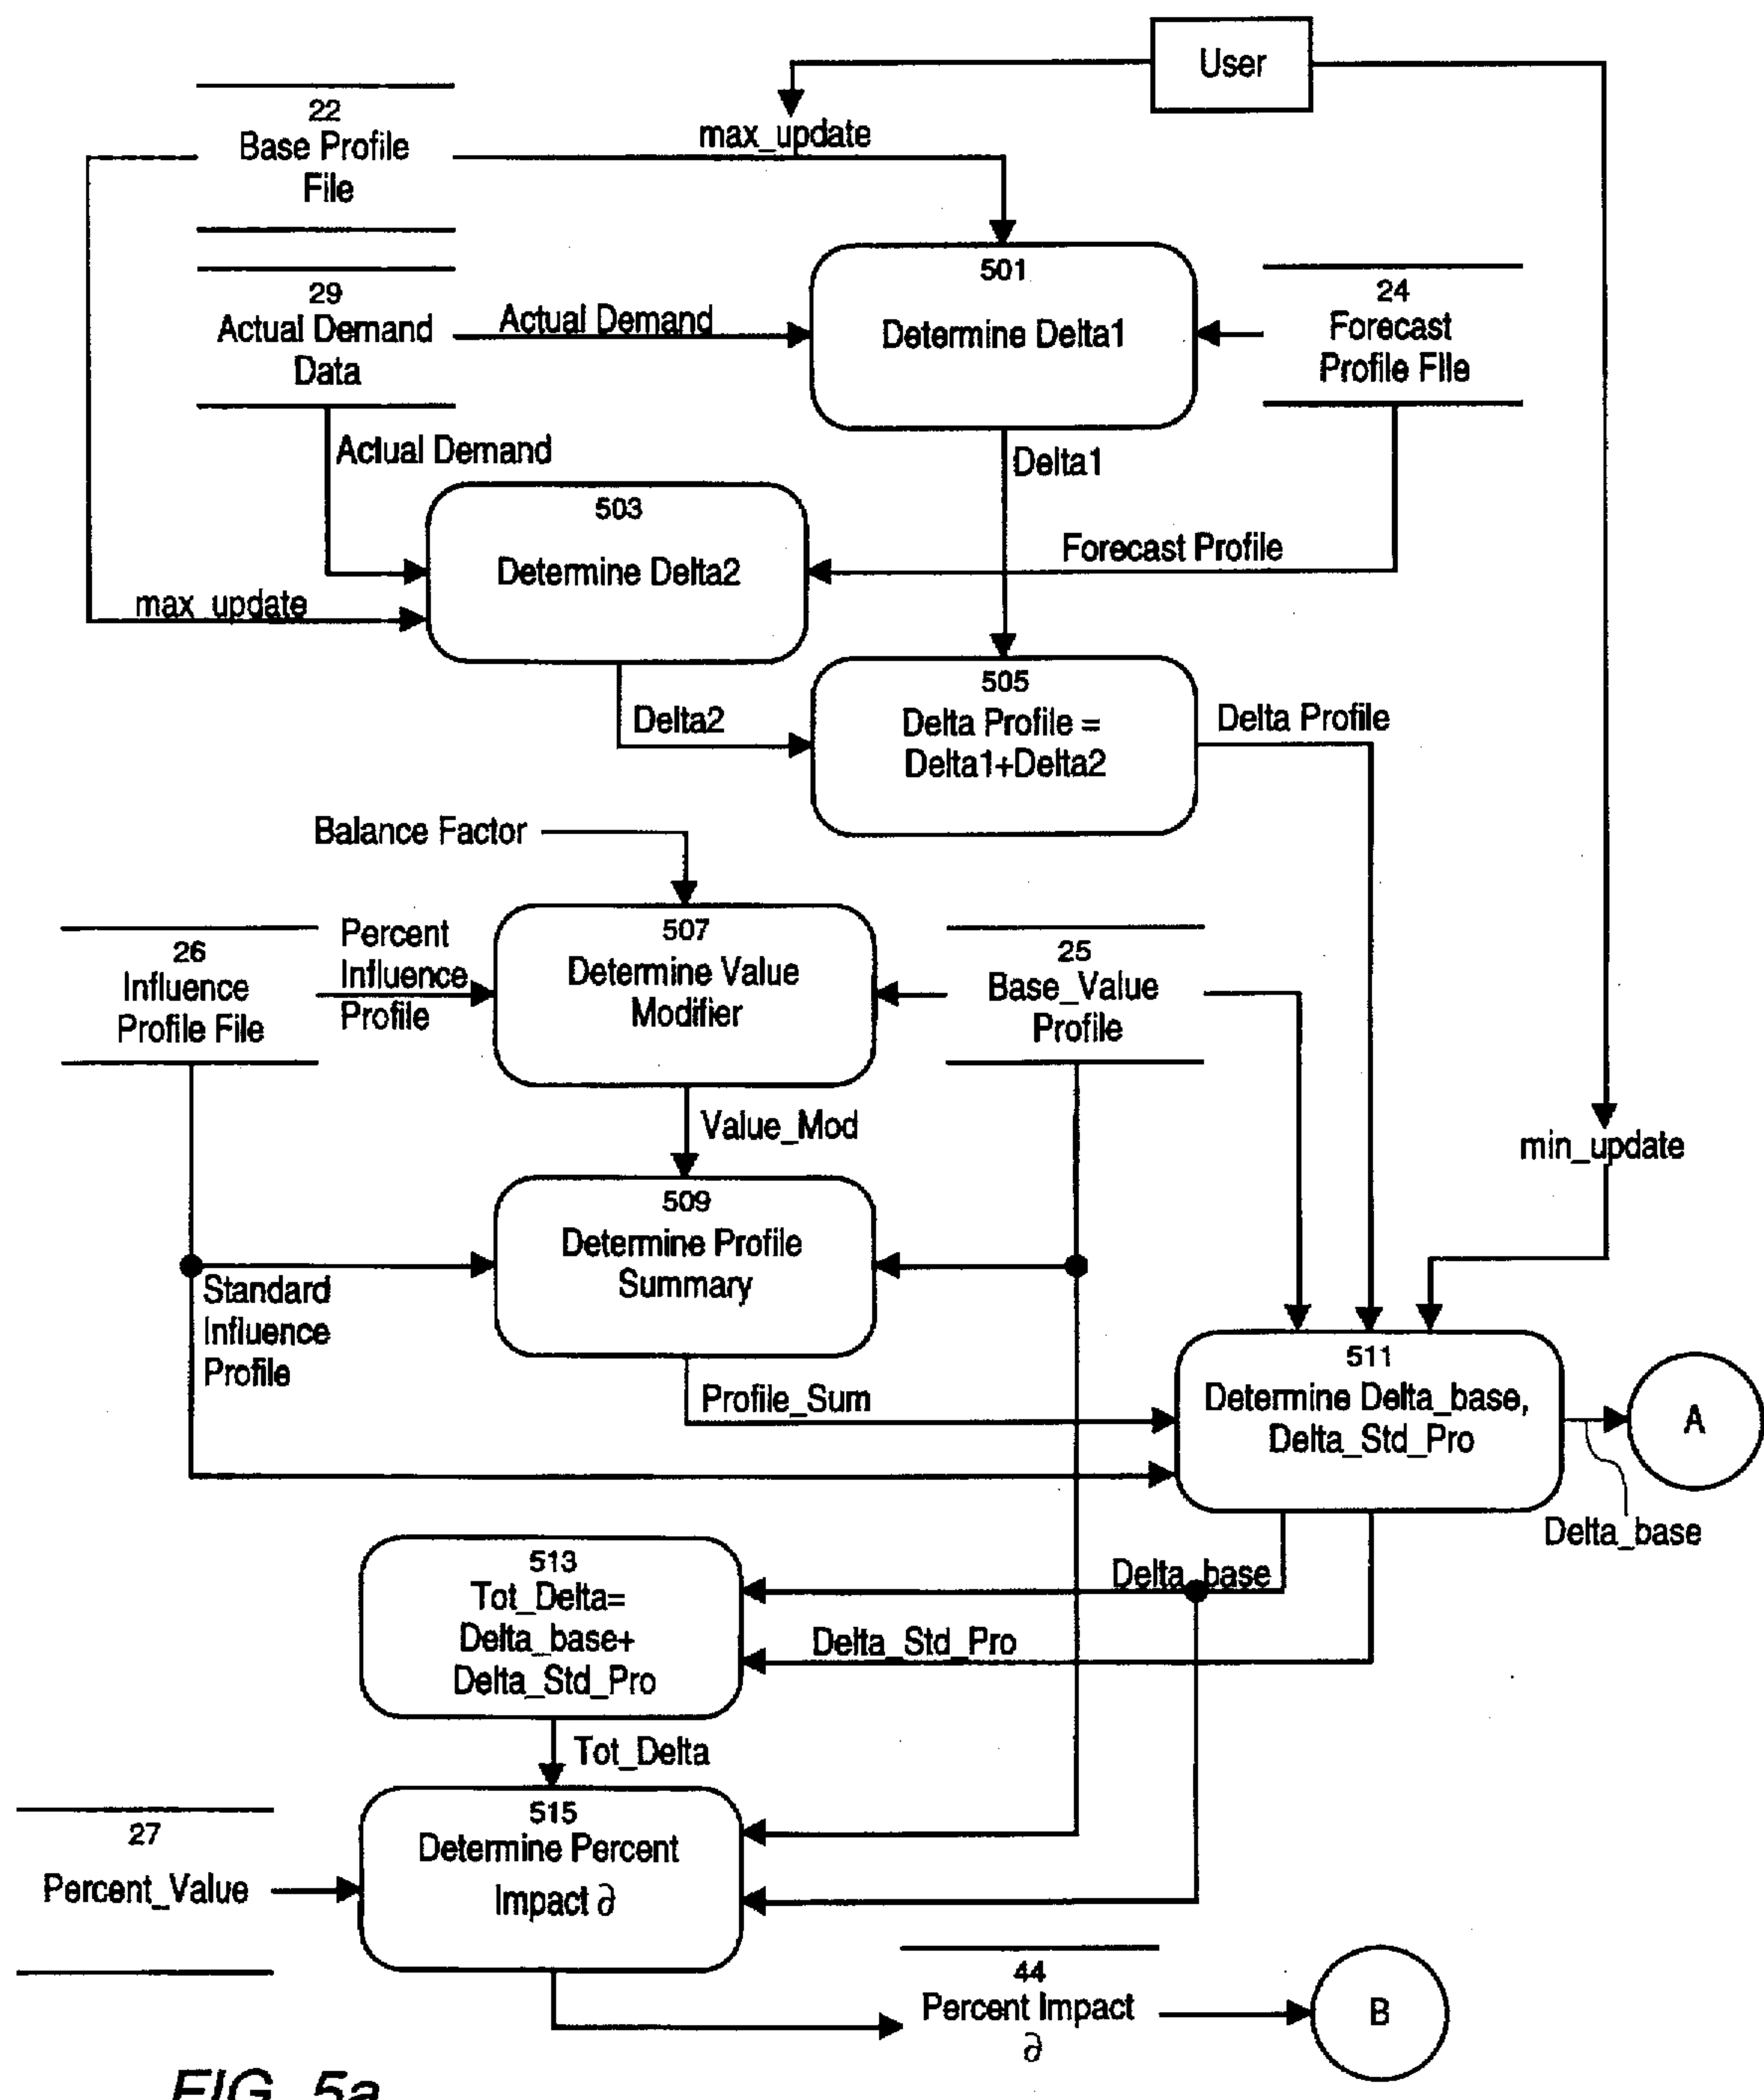 User
22
Base Profile
File
max_update
29
Actual Demand
Data
Actual Demand
501
Determine Delta1
24
Forecast
Profile FIle
Actual Demand
Delta1
503
Determine Delta2
Forecast Profile
max_update
505
Delta Profile =
Delta1+Delta2
Delta2
Delta Profile
Balance Factor
26
Influence
Profile File
Percent
Influence
Profile
507
Determine Value
Modifier
25
Base_Value
Profile
Value_Mod
min_update
509
Determine Profile
Summary
Standard
Influence
Profile
Profile_Sum
511
Determine Delta_base,
Delta_Std_Pro
A
Delta_base
513
Tot_Delta=
Delta_base+
Delta_Std_Pro
Delta_base
Delta_Std_Pro
Tot_Delta
27
Percent_Value
515
Determine Percent
Impact ∂
44
Percent Impact
∂
B
FIG. 5a